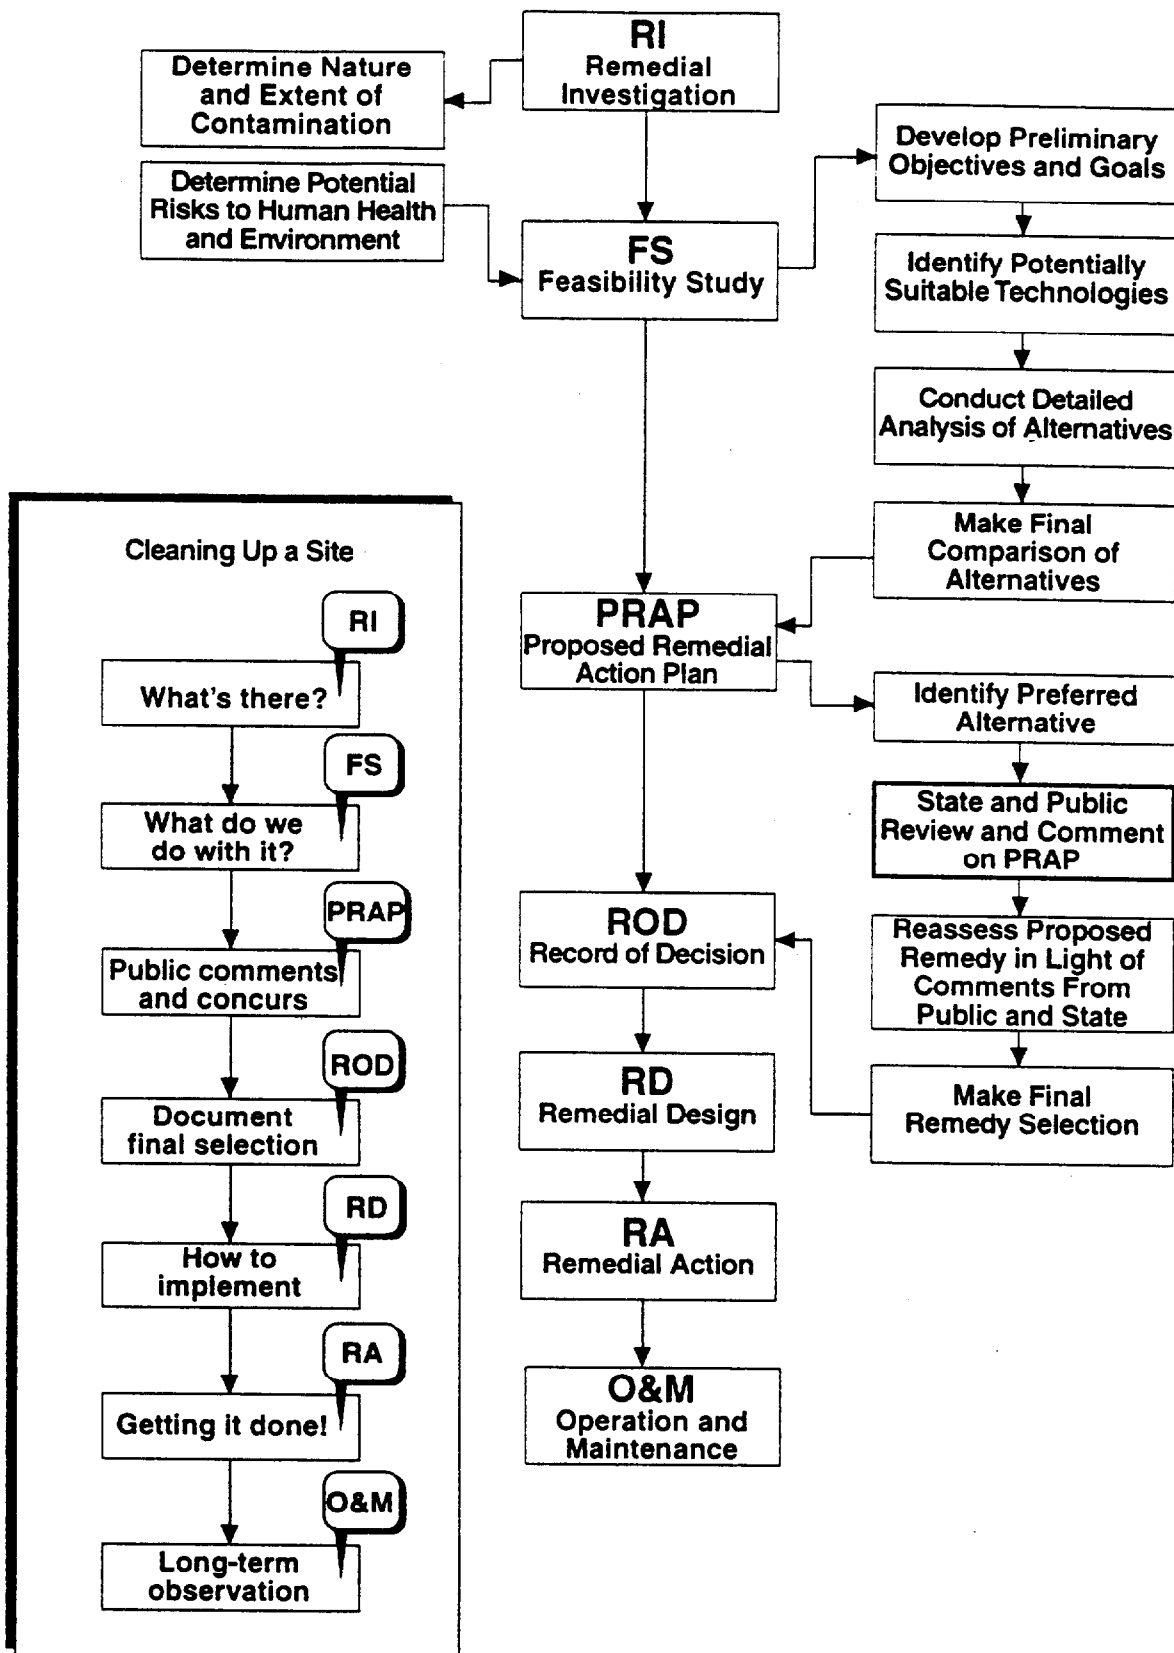 RI
Remedial
Investigation
Determine Nature
and Extent of
Contamination
Determine Potential
Risks to Human Health
and Environment
FS
Feasibility Study
Develop Preliminary
Objectives and Goals
Identify Potentially
Suitable Technologies
Conduct Detailed
Analysis of Alternatives
Make Final
Comparison of
Alternatives
PRAP
Proposed Remedial
Action Plan
Identify Preferred
Alternative
State and Public
Review and Comment
on PRAP
Reassess Proposed
Remedy in Light of
Comments From
Public and State
Make Final
Remedy Selection
ROD
Record of Decision
RD
Remedial Design
RA
Remedial Action
O&M
Operation and
Maintenance
Cleaning Up a Site
RI
What's there?
FS
What do we
do with it?
PRAP
Public comments
and concurs
ROD
Document
final selection
RD
How to
implement
RA
Getting it done!
O&M
Long-term
observation